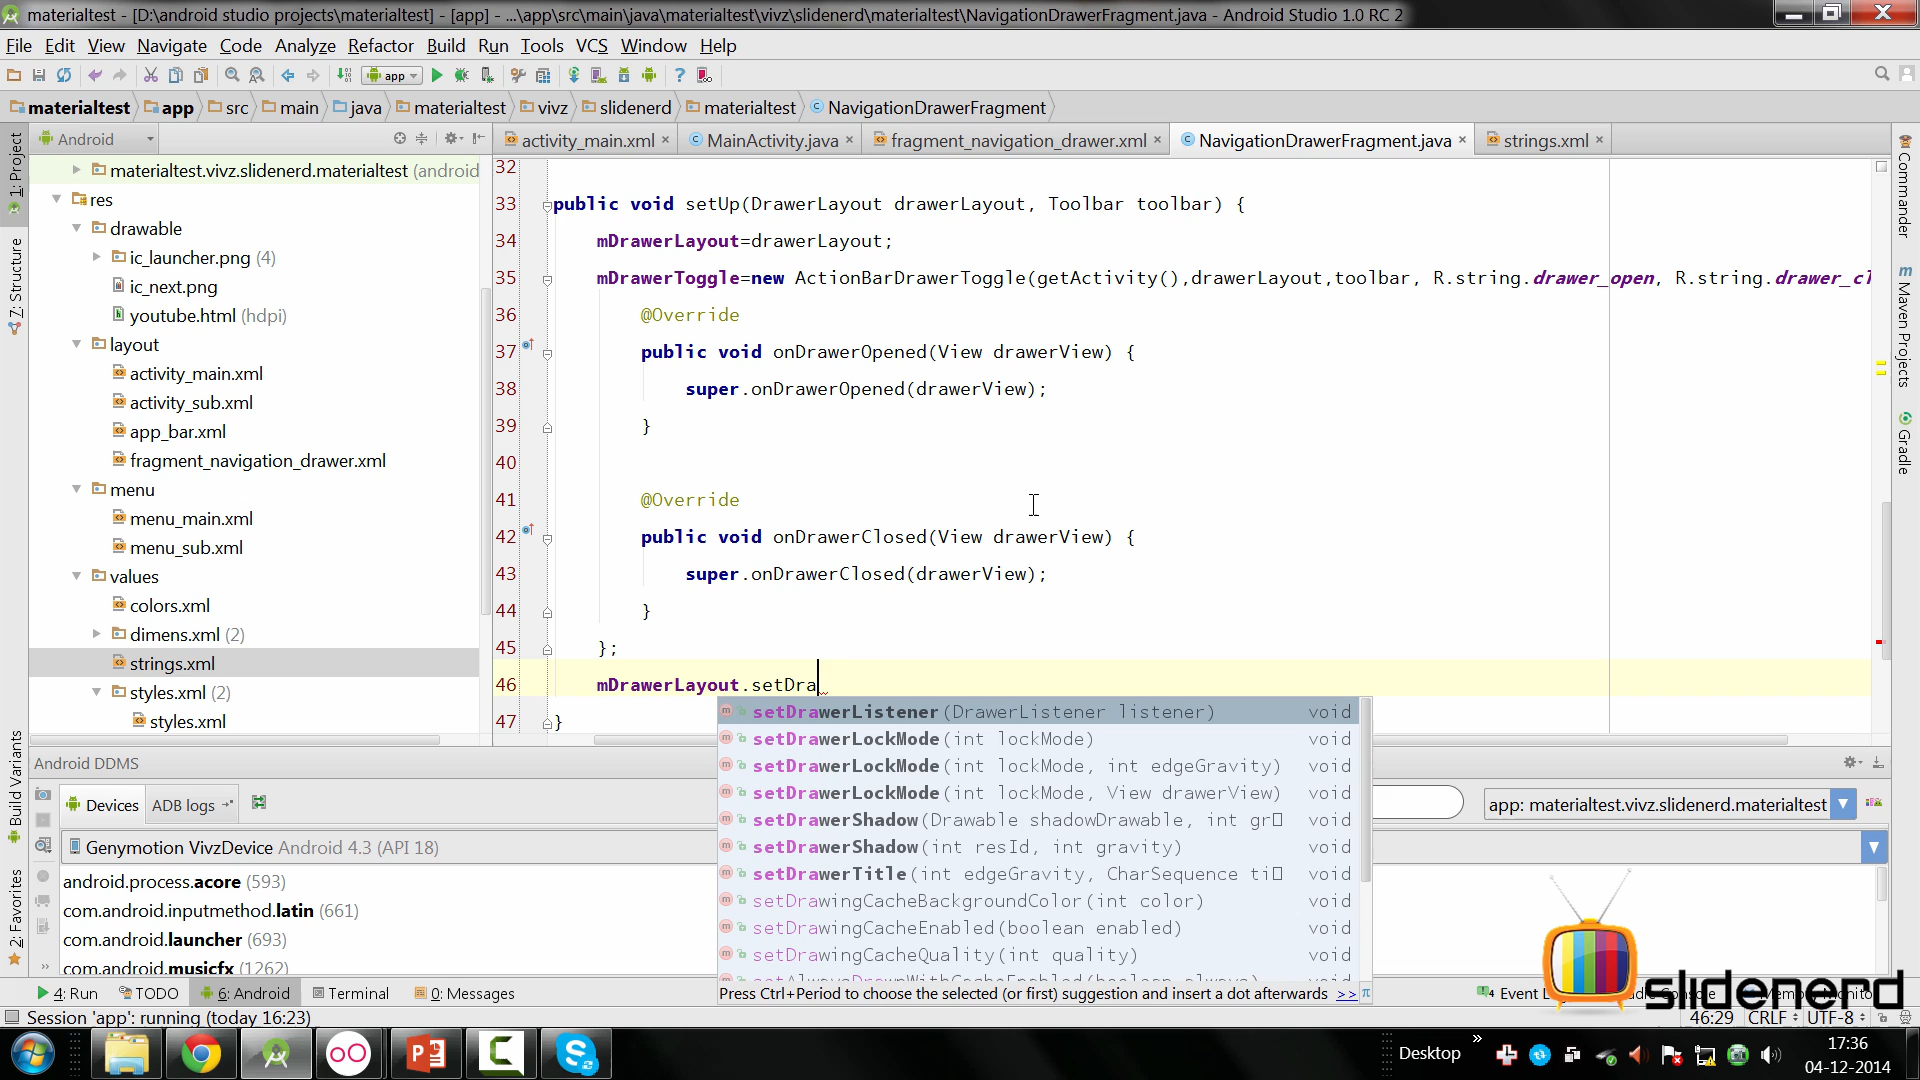 materialtest - [D:\android studio projects\materialtest] - [app] - ...\app\src\main\java\materialtest\vivz\slidenerd\materialtest\NavigationDrawerFragment.java - Android Studio 1.0 RC 2
File Edit View Navigate Code Analyze Refactor Build Run Tools VCS Window Help
app
materialtest app src main java materialtest vivz slidenerd materialtest NavigationDrawerFragment
Android
activity_main.xml MainActivity.java fragment_navigation_drawer.xml NavigationDrawerFragment.java strings.xml
1: Project
7: Structure
Build Variants
2: Favorites
materialtest.vivz.slidenerd.materialtest (android
res
drawable
ic_launcher.png (4)
ic_next.png
youtube.html (hdpi)
layout
activity_main.xml
activity_sub.xml
app_bar.xml
fragment_navigation_drawer.xml
menu
menu_main.xml
menu_sub.xml
values
colors.xml
dimens.xml (2)
strings.xml
styles.xml (2)
styles.xml
32
33 public void setUp(DrawerLayout drawerLayout, Toolbar toolbar) {
34 mDrawerLayout=drawerLayout;
35 mDrawerToggle=new ActionBarDrawerToggle(getActivity(),drawerLayout,toolbar, R.string.drawer_open, R.string.drawer_cl
36 @Override
37 public void onDrawerOpened(View drawerView) {
38 super.onDrawerOpened(drawerView);
39 }
40
41 @Override
42 public void onDrawerClosed(View drawerView) {
43 super.onDrawerClosed(drawerView);
44 }
45 };
46 mDrawerLayout.setDra
47 }
setDrawerListener(DrawerListener listener) void
setDrawerLockMode(int lockMode) void
setDrawerLockMode(int lockMode, int edgeGravity) void
setDrawerLockMode(int lockMode, View drawerView) void
setDrawerShadow(Drawable shadowDrawable, int gr void
setDrawerShadow(int resId, int gravity) void
setDrawerTitle(int edgeGravity, CharSequence ti void
setDrawingCacheBackgroundColor(int color) void
setDrawingCacheEnabled(boolean enabled) void
setDrawingCacheQuality(int quality) void
setAlwaysDrawnWithCacheEnabled(boolean always) void
Press Ctrl+Period to choose the selected (or first) suggestion and insert a dot afterwards >> π
Commander
Maven Projects
Gradle
Android DDMS
Devices ADB logs
app: materialtest.vivz.slidenerd.materialtest
Genymotion VivzDevice Android 4.3 (API 18)
android.process.acore (593)
com.android.inputmethod.latin (661)
com.android.launcher (693)
com.android.musicfx (1262)
4: Run TODO 6: Android Terminal 0: Messages
Event
slidenerd
Session 'app': running (today 16:23)
46:29 CRLF UTF-8
Desktop
17:36
04-12-2014